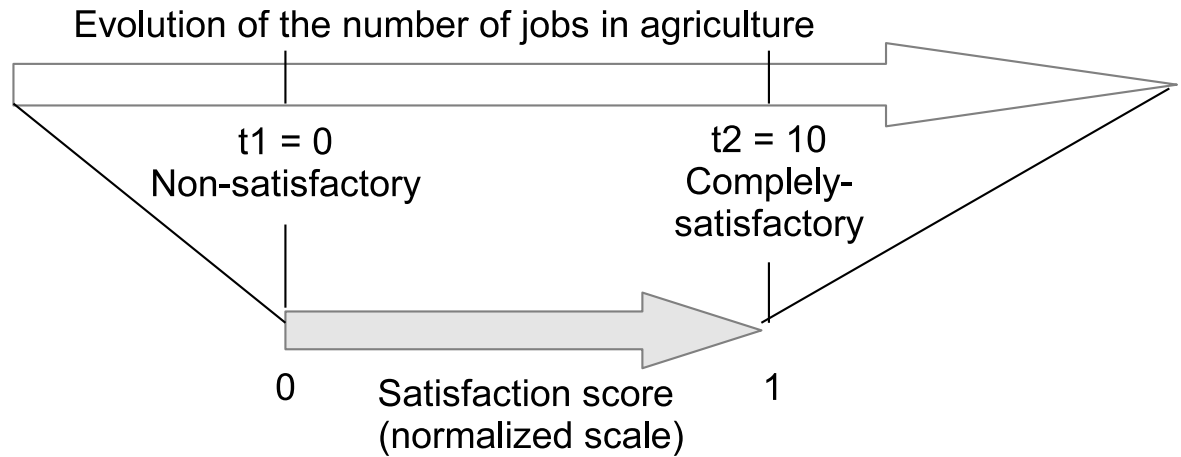 Evolution of the number of jobs in agriculture
t1 = 0
Non-satisfactory
t2 = 10
Complely-
satisfactory
0
Satisfaction score
(normalized scale)
1